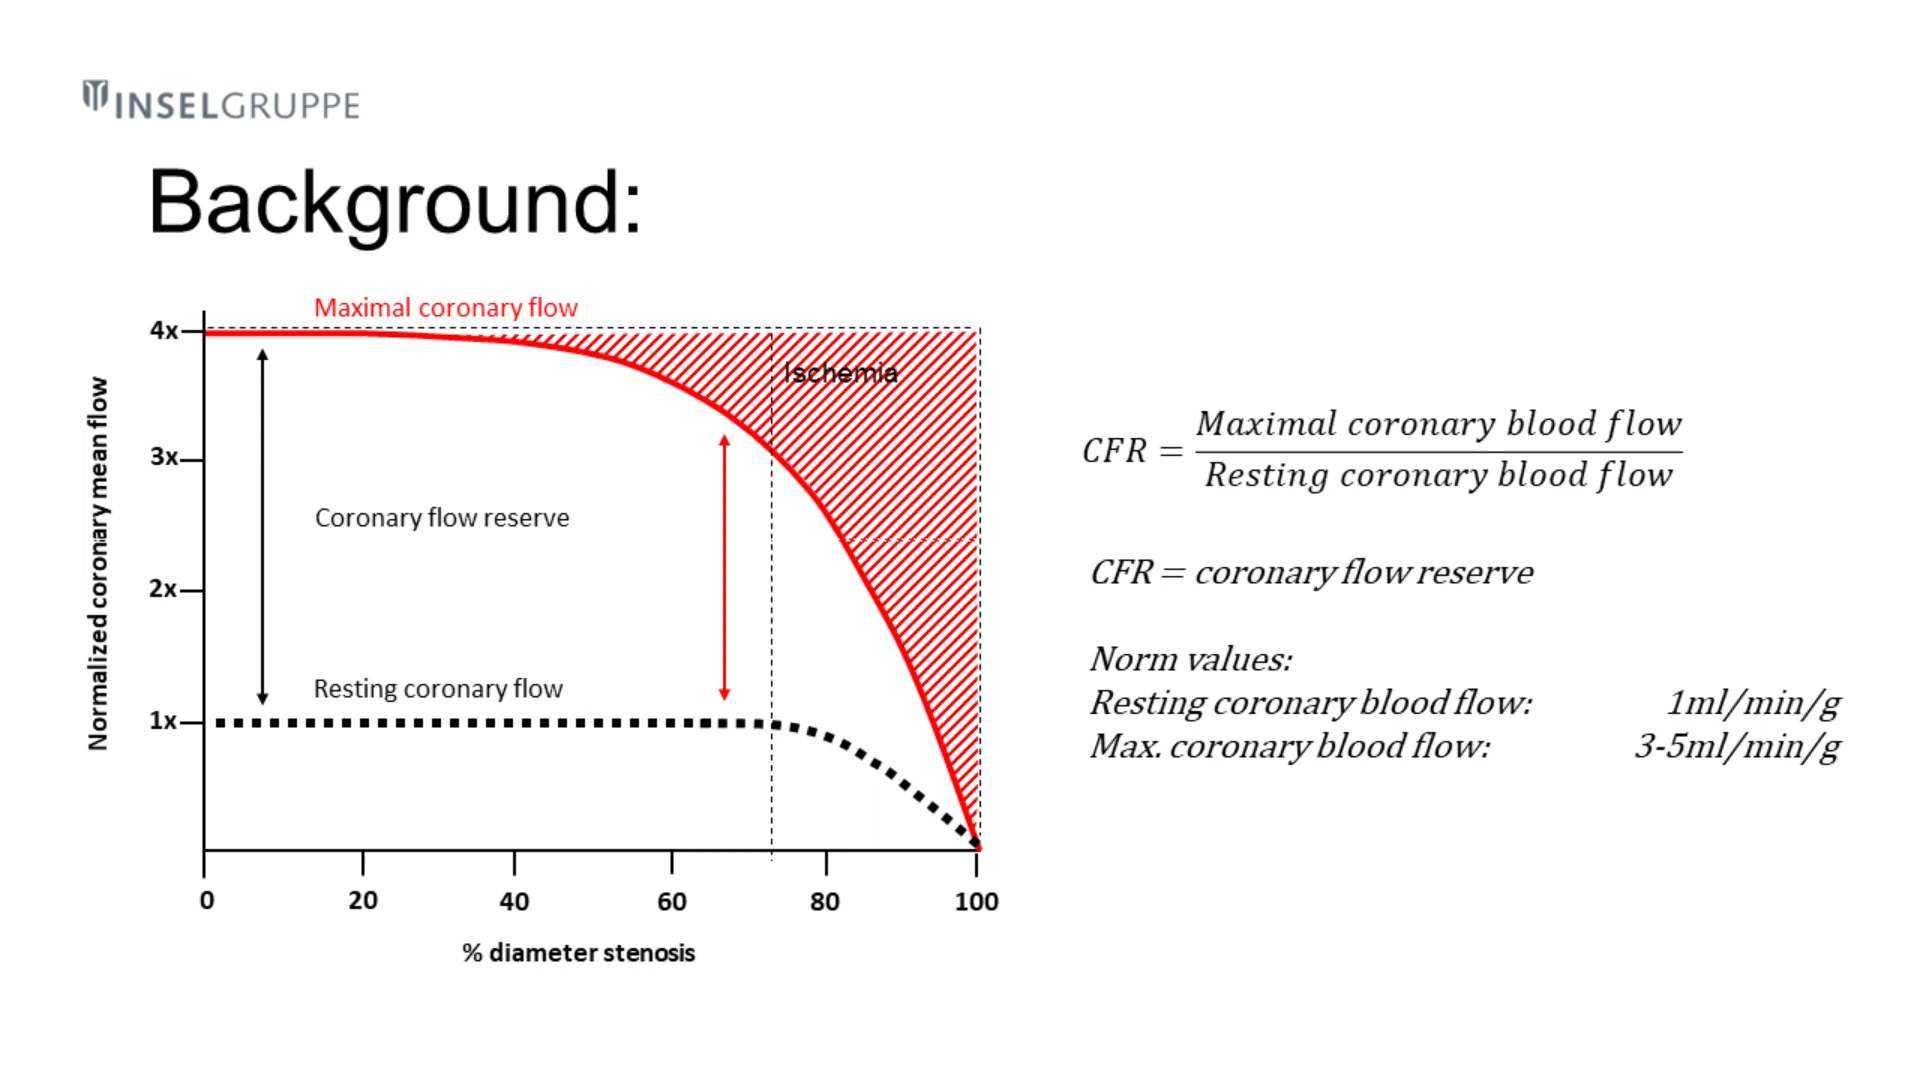 INSELGRUPPE
Background:
Maximal coronary flow
4x
Ischemia
3x
Coronary flow reserve
2x
Resting coronary flow
1x
Normalized coronary mean flow
0 20 40 60 80 100
% diameter stenosis
CFR = Maximal coronary blood flow
Resting coronary blood flow
CFR = coronary flow reserve
Norm values:
Resting coronary blood flow: 1ml/min/g
Max. coronary blood flow: 3-5ml/min/g